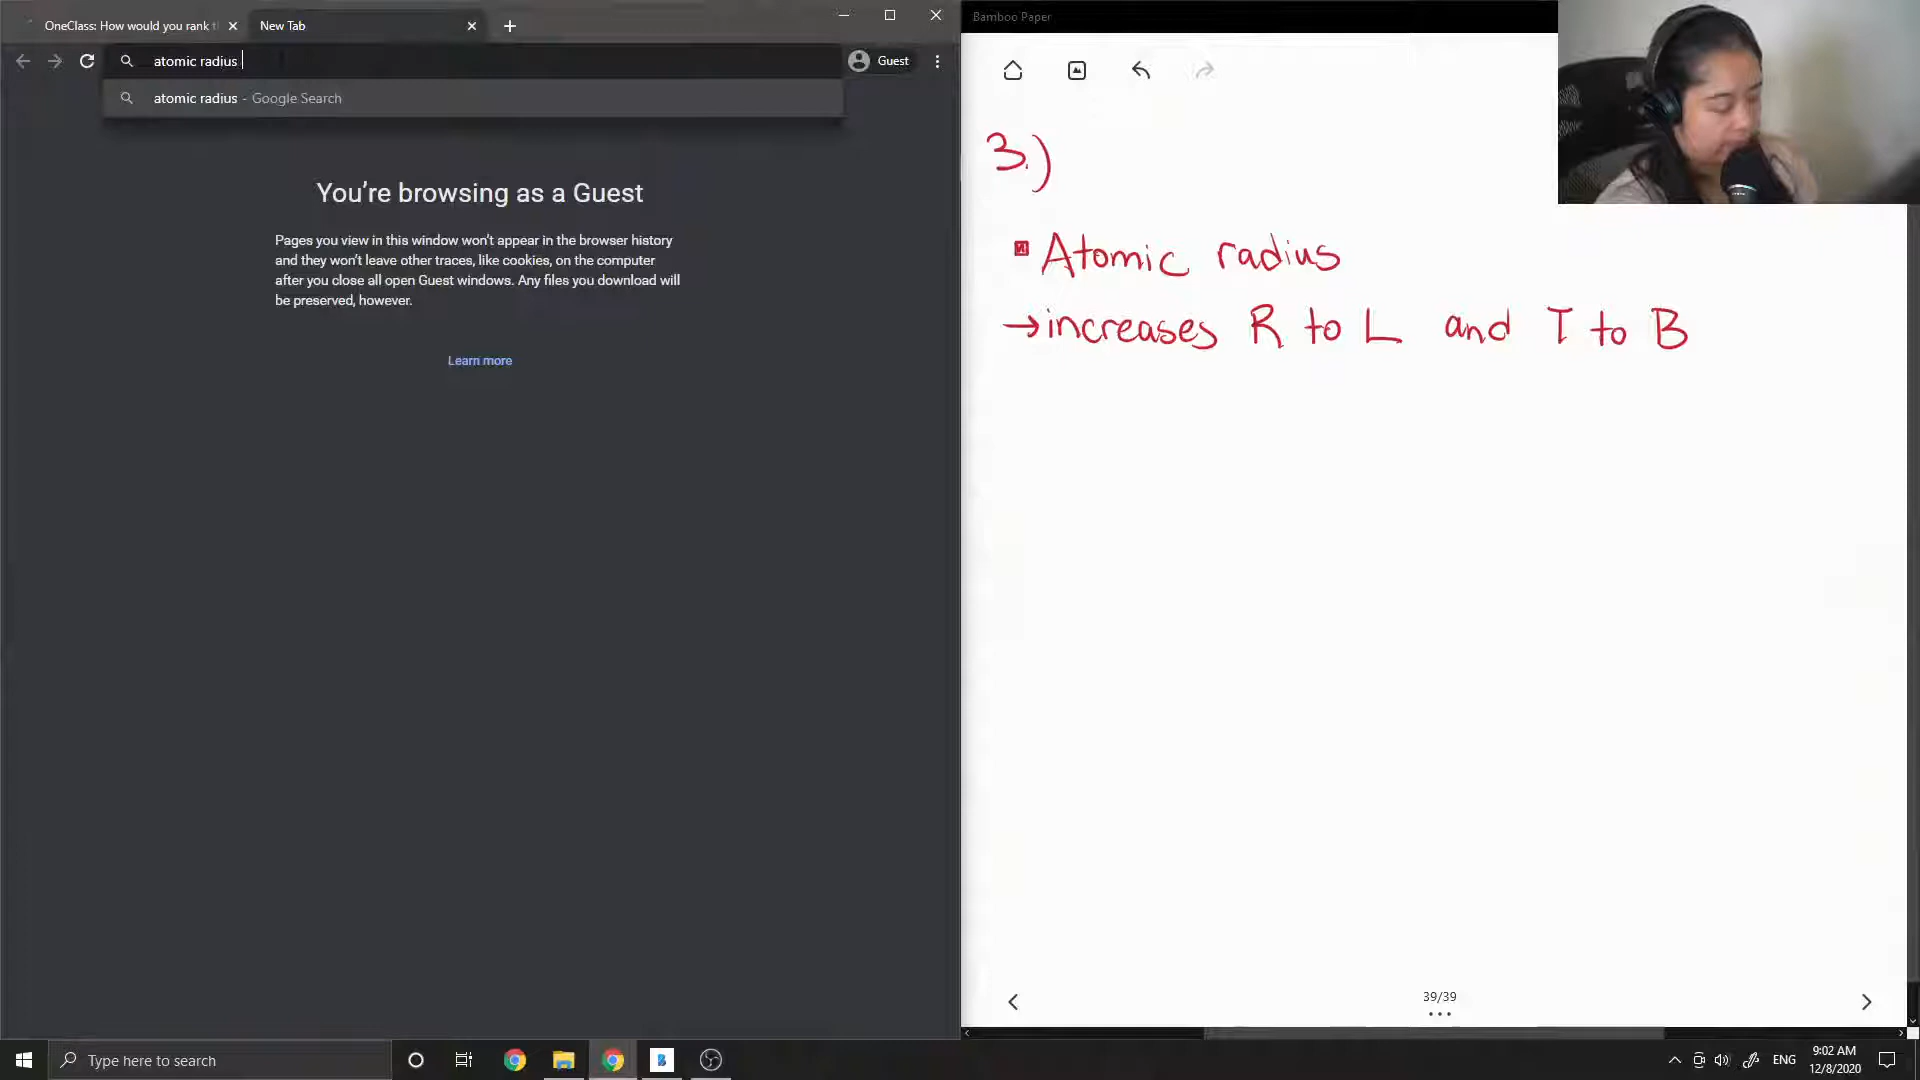 OneClass: How would you rank t
New Tab
atomic radius
Guest
atomic radius - Google Search
You're browsing as a Guest
Pages you view in this window won't appear in the browser history
and they won't leave other traces, like cookies, on the computer
after you close all open Guest windows. Any files you download will
be preserved, however.
Learn more
Bamboo Paper
3.)
Atomic radius
→increases R to L and T to B
39/39
Type here to search
B
ENG
9:02 AM
12/8/2020